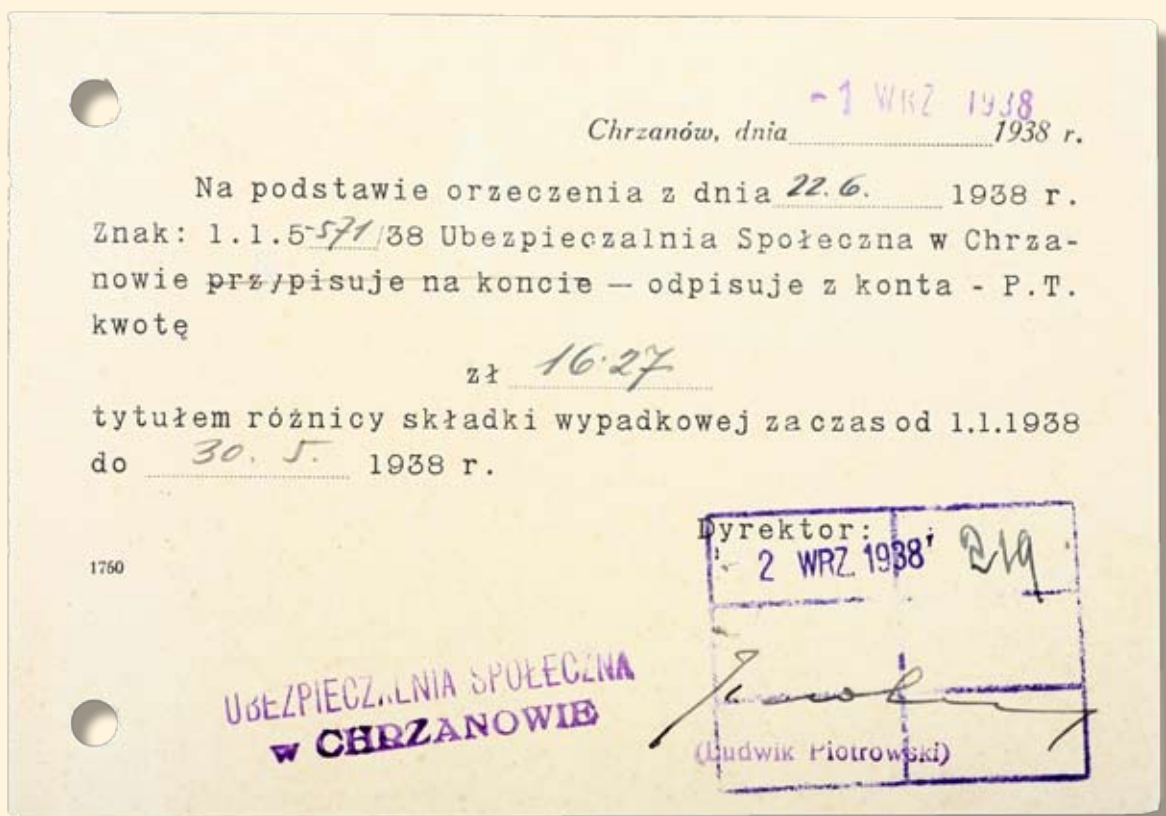 - 1 WRZ 1938
Chrzanów, dnia 1938 r.
Na podstawie orzeczenia z dnia 22.6. 1938 r.
Znak: 1.1.5-571/38 Ubezpieczalnia Społeczna w Chrza-
nowie przypisuje na koncie — odpisuje z konta - P.T.
kwotę
zł 16·27
tytułem różnicy składki wypadkowej za czas od 1.1.1938
do 30. 5. 1938 r.
Dyrektor:
- 2 WRZ. 1938
1750
UBEZPIECZALNIA SPOŁECZNA
w CHRZANOWIE
(Ludwik Piotrowski)